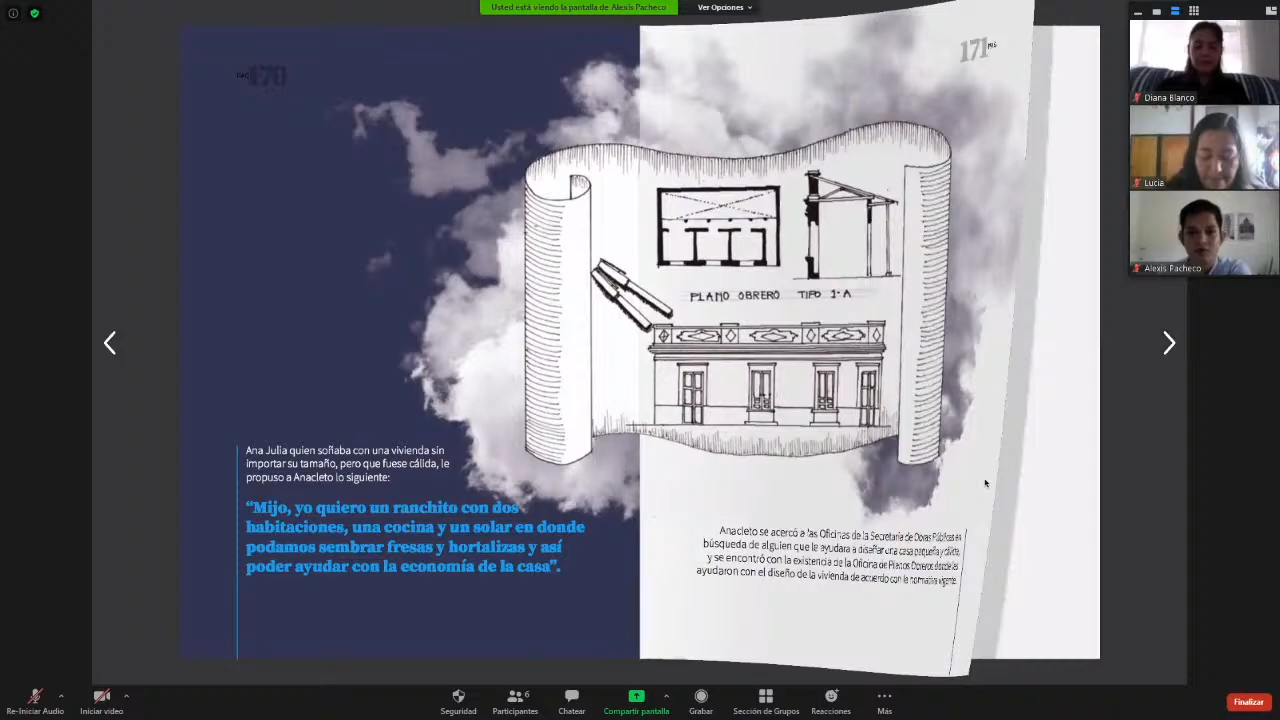 Usted está viendo la pantalla de Alexis Pacheco
Ver Opciones
PÁG 170
171 PÁG
PLANO OBRERO TIPO 1·A
Ana Julia quien soñaba con una vivienda sin
importar su tamaño, pero que fuese cálida, le
propuso a Anacleto lo siguiente:
“Mijo, yo quiero un ranchito con dos
habitaciones, una cocina y un solar en donde
podamos sembrar fresas y hortalizas y así
poder ayudar con la economía de la casa”.
Anacleto se acercó a las Oficinas de la Secretaría de Obras Públicas en
búsqueda de alguien que le ayudara a diseñar una casa pequeña y cálida,
y se encontró con la existencia de la Oficina de Planos Obreros donde les
ayudaron con el diseño de la vivienda de acuerdo con la normativa vigente.
Diana Blanco
Lucia
Alexis Pacheco
Re-Iniciar Audio
Iniciar video
Seguridad
6
Participantes
Chatear
Compartir pantalla
Grabar
Sección de Grupos
Reacciones
Más
Finalizar